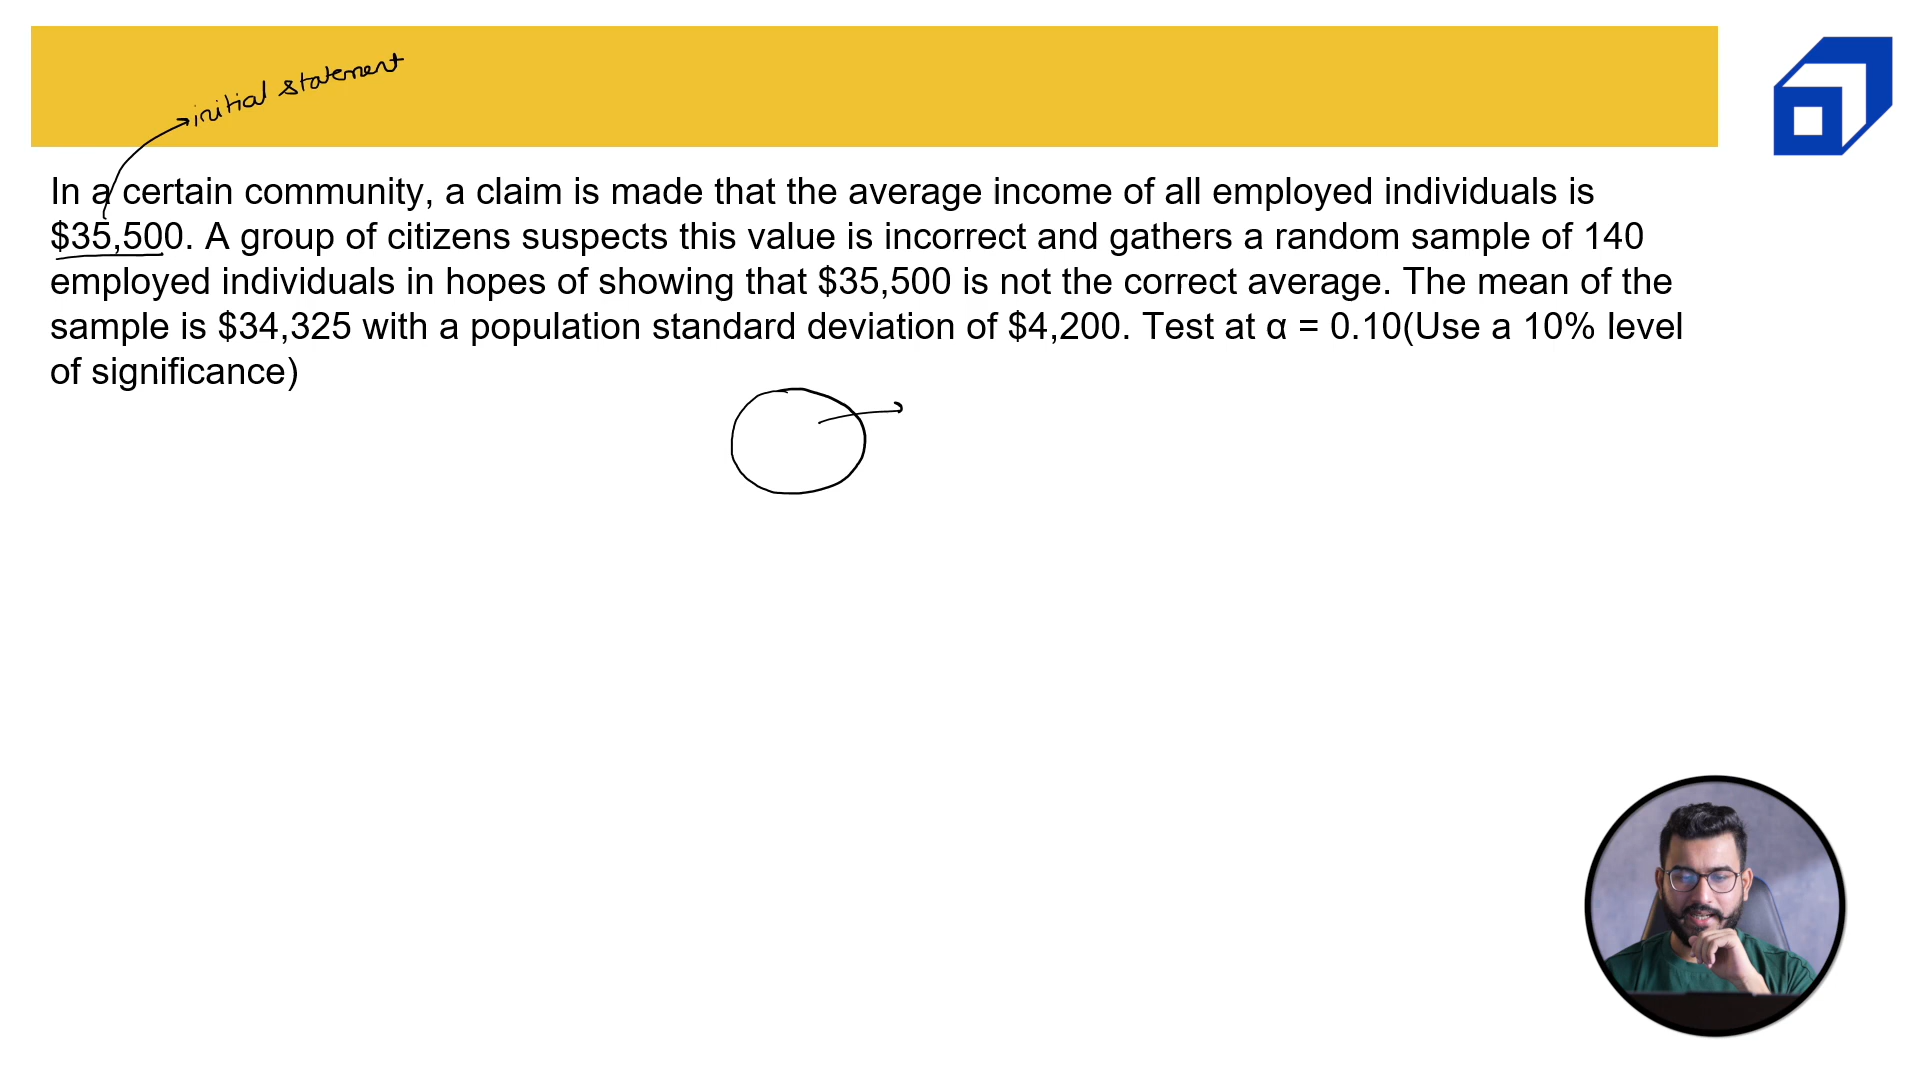 initial statement
In a certain community, a claim is made that the average income of all employed individuals is
$35,500. A group of citizens suspects this value is incorrect and gathers a random sample of 140
employed individuals in hopes of showing that $35,500 is not the correct average. The mean of the
sample is $34,325 with a population standard deviation of $4,200. Test at α = 0.10(Use a 10% level
of significance)